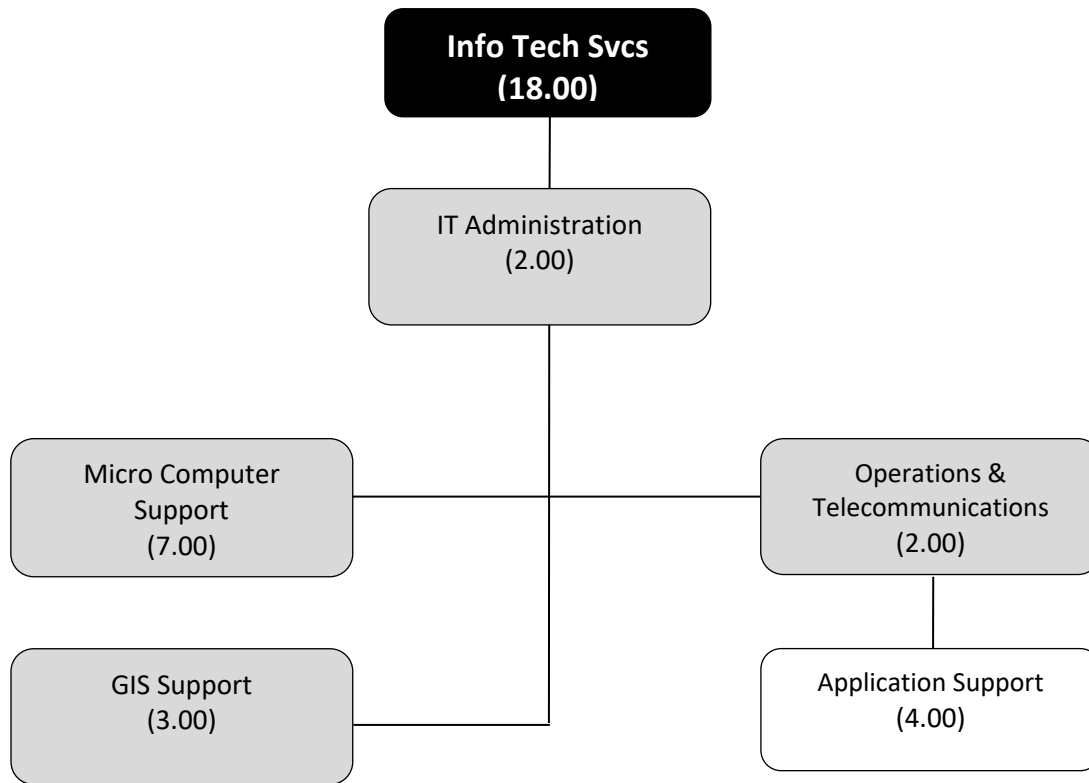 Info Tech Svcs
(18.00)
IT Administration
(2.00)
Micro Computer
Support
(7.00)
Operations &
Telecommunications
(2.00)
GIS Support
(3.00)
Application Support
(4.00)